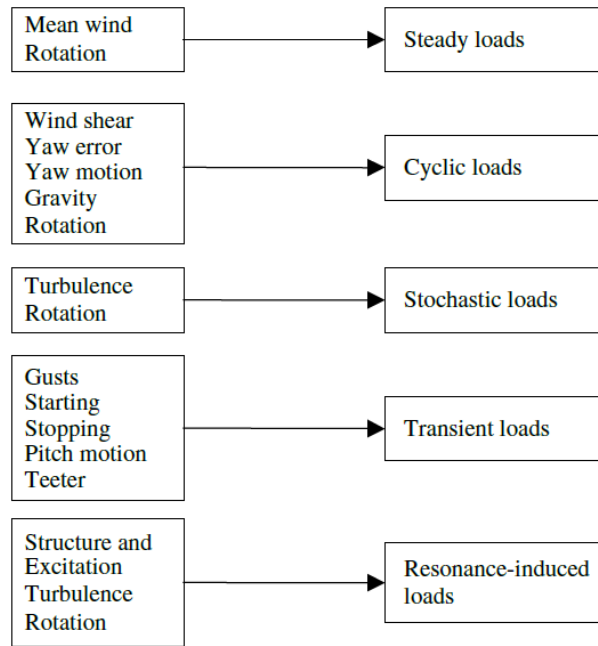 Mean wind
Rotation
Steady loads
Wind shear
Yaw error
Yaw motion
Gravity
Rotation
Cyclic loads
Turbulence
Rotation
Stochastic loads
Gusts
Starting
Stopping
Pitch motion
Teeter
Transient loads
Structure and
Excitation
Turbulence
Rotation
Resonance-induced
loads